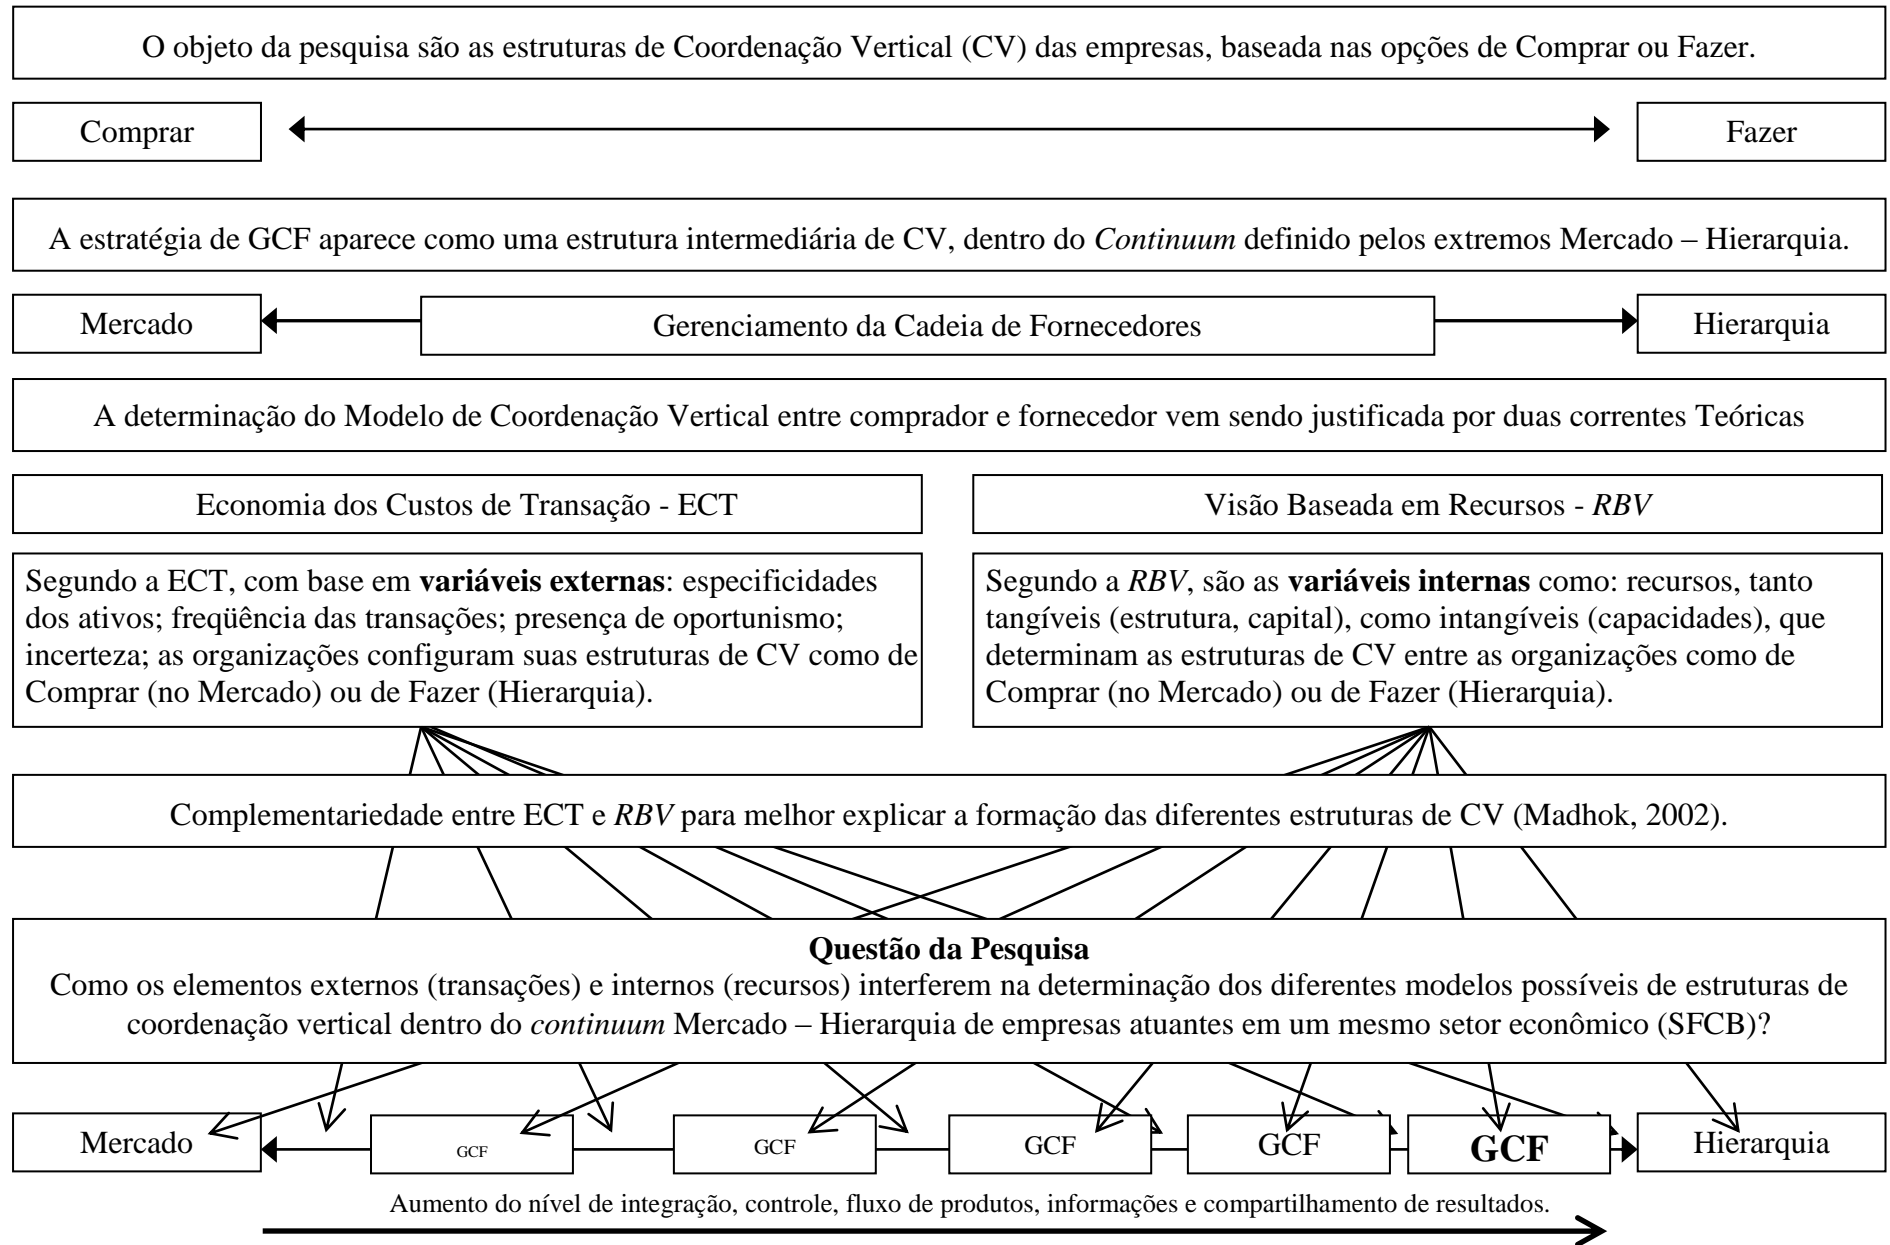 O objeto da pesquisa são as estruturas de Coordenação Vertical (CV) das empresas, baseada nas opções de Comprar ou Fazer.
Comprar
Fazer
A estratégia de GCF aparece como uma estrutura intermediária de CV, dentro do Continuum definido pelos extremos Mercado – Hierarquia.
Mercado
Gerenciamento da Cadeia de Fornecedores
Hierarquia
A determinação do Modelo de Coordenação Vertical entre comprador e fornecedor vem sendo justificada por duas correntes Teóricas
Economia dos Custos de Transação - ECT
Visão Baseada em Recursos - RBV
Segundo a ECT, com base em variáveis externas: especificidades
dos ativos; freqüência das transações; presença de oportunismo;
incerteza; as organizações configuram suas estruturas de CV como de
Comprar (no Mercado) ou de Fazer (Hierarquia).
Segundo a RBV, são as variáveis internas como: recursos, tanto
tangíveis (estrutura, capital), como intangíveis (capacidades), que
determinam as estruturas de CV entre as organizações como de
Comprar (no Mercado) ou de Fazer (Hierarquia).
Complementariedade entre ECT e RBV para melhor explicar a formação das diferentes estruturas de CV (Madhok, 2002).
Questão da Pesquisa
Como os elementos externos (transações) e internos (recursos) interferem na determinação dos diferentes modelos possíveis de estruturas de
coordenação vertical dentro do continuum Mercado – Hierarquia de empresas atuantes em um mesmo setor econômico (SFCB)?
Mercado
GCF
GCF
GCF
GCF
GCF
Hierarquia
Aumento do nível de integração, controle, fluxo de produtos, informações e compartilhamento de resultados.